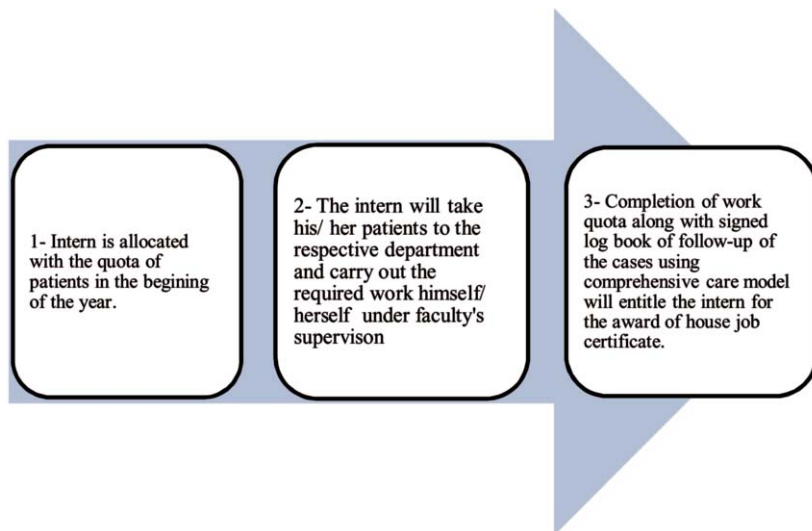 1- Intern is allocated
with the quota of
patients in the begining
of the year.
2- The intern will take
his/ her patients to the
respective department
and carry out the
required work himself/
herself under faculty's
supervison
3- Completion of work
quota along with signed
log book of follow-up of
the cases using
comprehensive care model
will entitle the intern for
the award of house job
certificate.